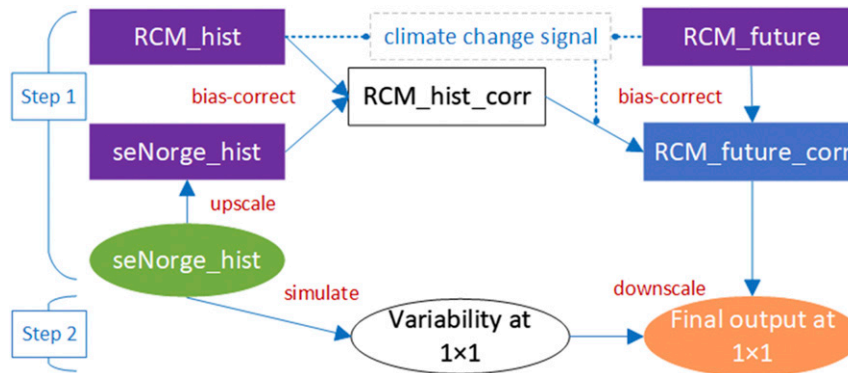 RCM_hist
climate change signal
RCM_future
Step 1
bias-correct
RCM_hist_corr
bias-correct
seNorge_hist
RCM_future_corr
upscale
seNorge_hist
simulate
downscale
Step 2
Variability at
1×1
Final output at
1×1